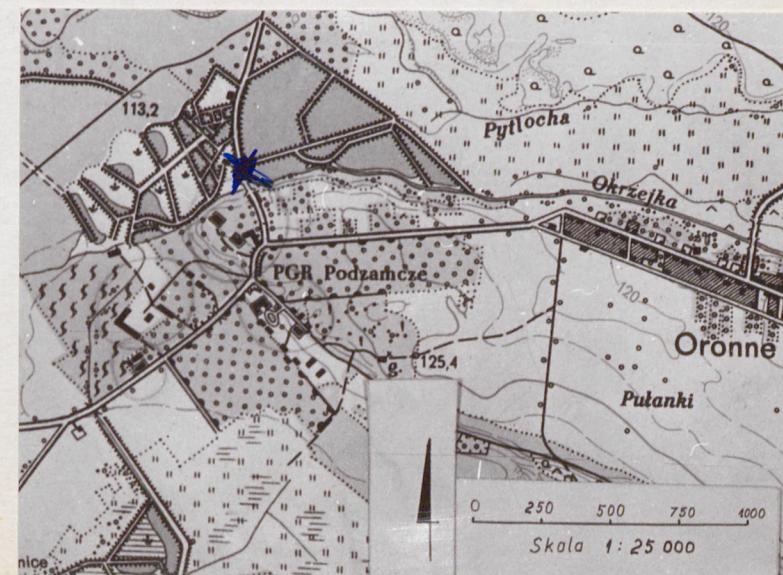 120
113,2
Pytlocha
Okrzejka
PGR Podzamcze
120
Oronne
125,4
g.
Pułanki
0 250 500 750 1000
Skala 1:25 000
nice